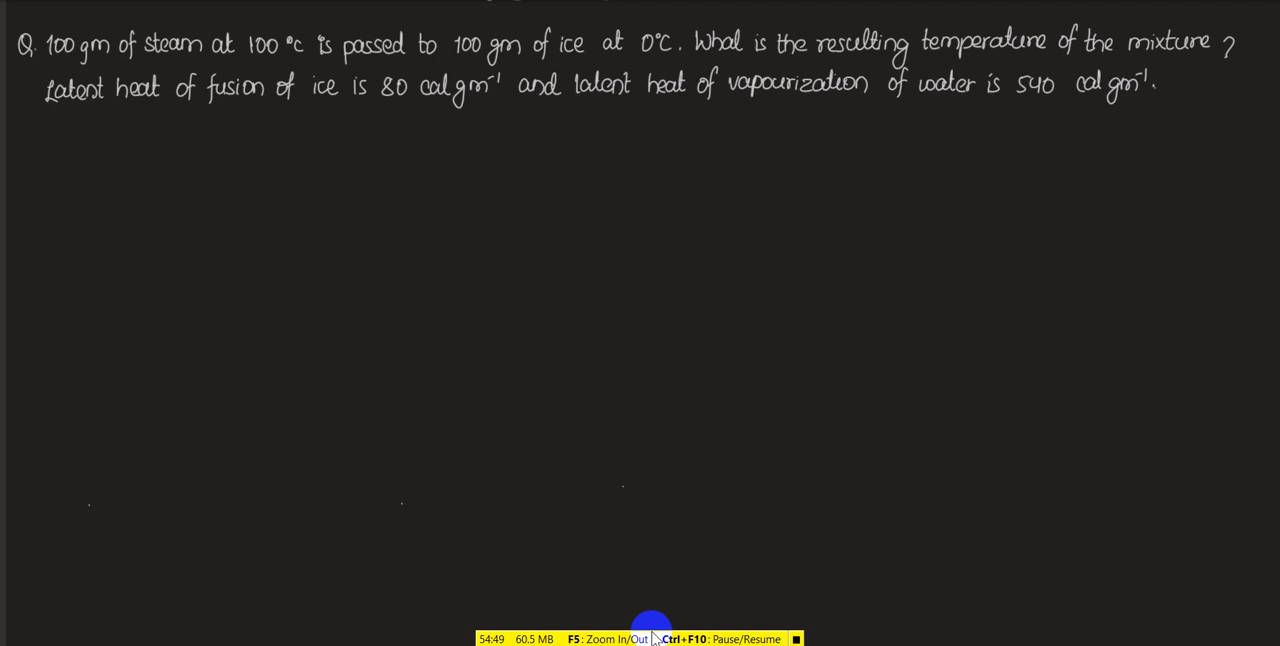 Q. 100 gm of steam at 100 °C is passed to 100 gm of ice at 0°C. What is the resulting temperature of the mixture ?
Latent heat of fusion of ice is 80 cal gm⁻¹ and latent heat of vapourization of water is 540 cal gm⁻¹.
54:49 60.5 MB F5: Zoom In/Out Ctrl+F10: Pause/Resume